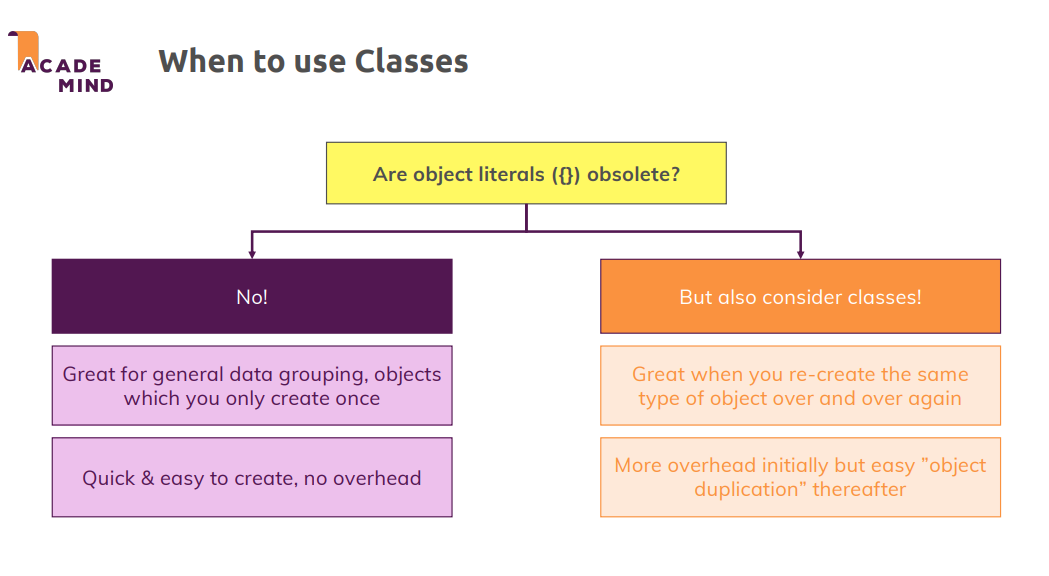 ACADE
MIND
When to use Classes
Are object literals ({}) obsolete?
No!
But also consider classes!
Great for general data grouping, objects
which you only create once
Great when you re-create the same
type of object over and over again
Quick & easy to create, no overhead
More overhead initially but easy ”object
duplication” thereafter